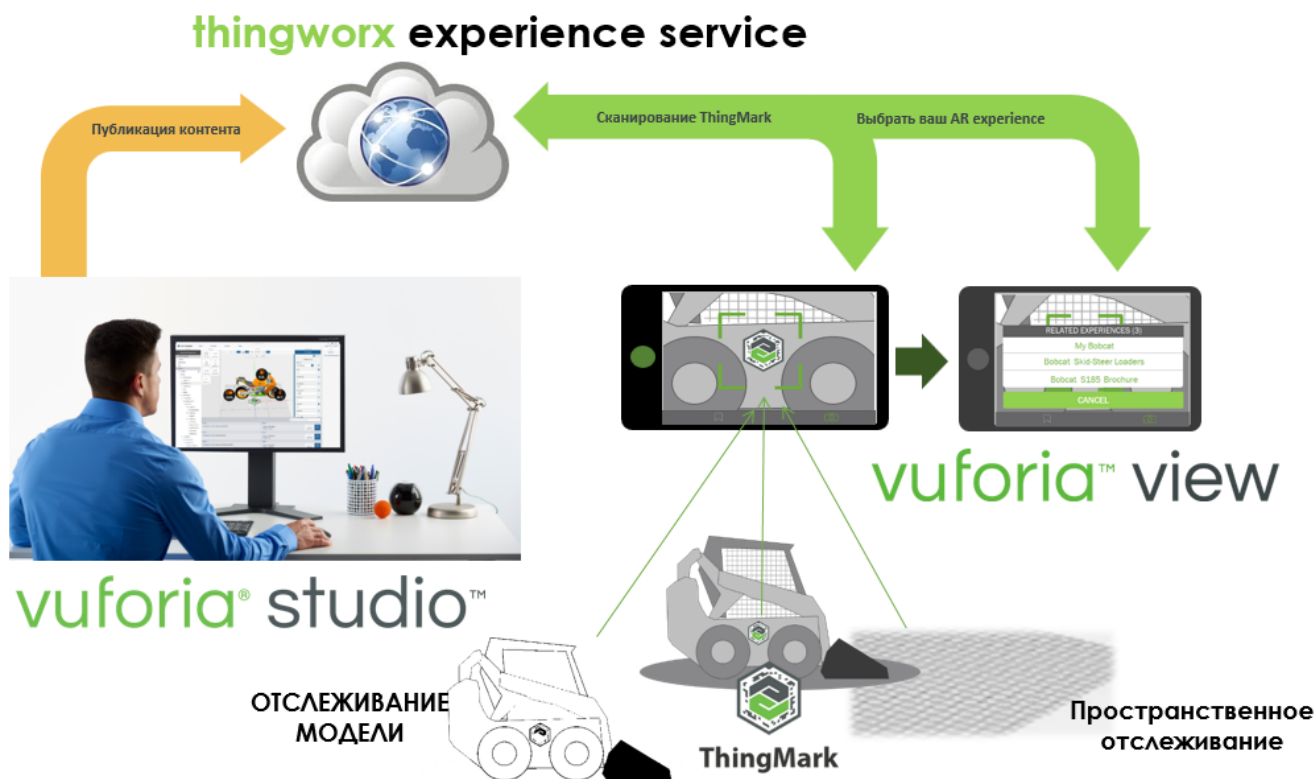 thingworx experience service
Публикация контента
Сканирование ThingMark
Выбрать ваш AR experience
RELATED EXPERIENCES (3)
My Bobcat
Bobcat Skid-Steer Loaders
Bobcat S185 Brochure
CANCEL
vuforia™ view
vuforia® studio™
ОТСЛЕЖИВАНИЕ
МОДЕЛИ
ThingMark
Пространственное
отслеживание